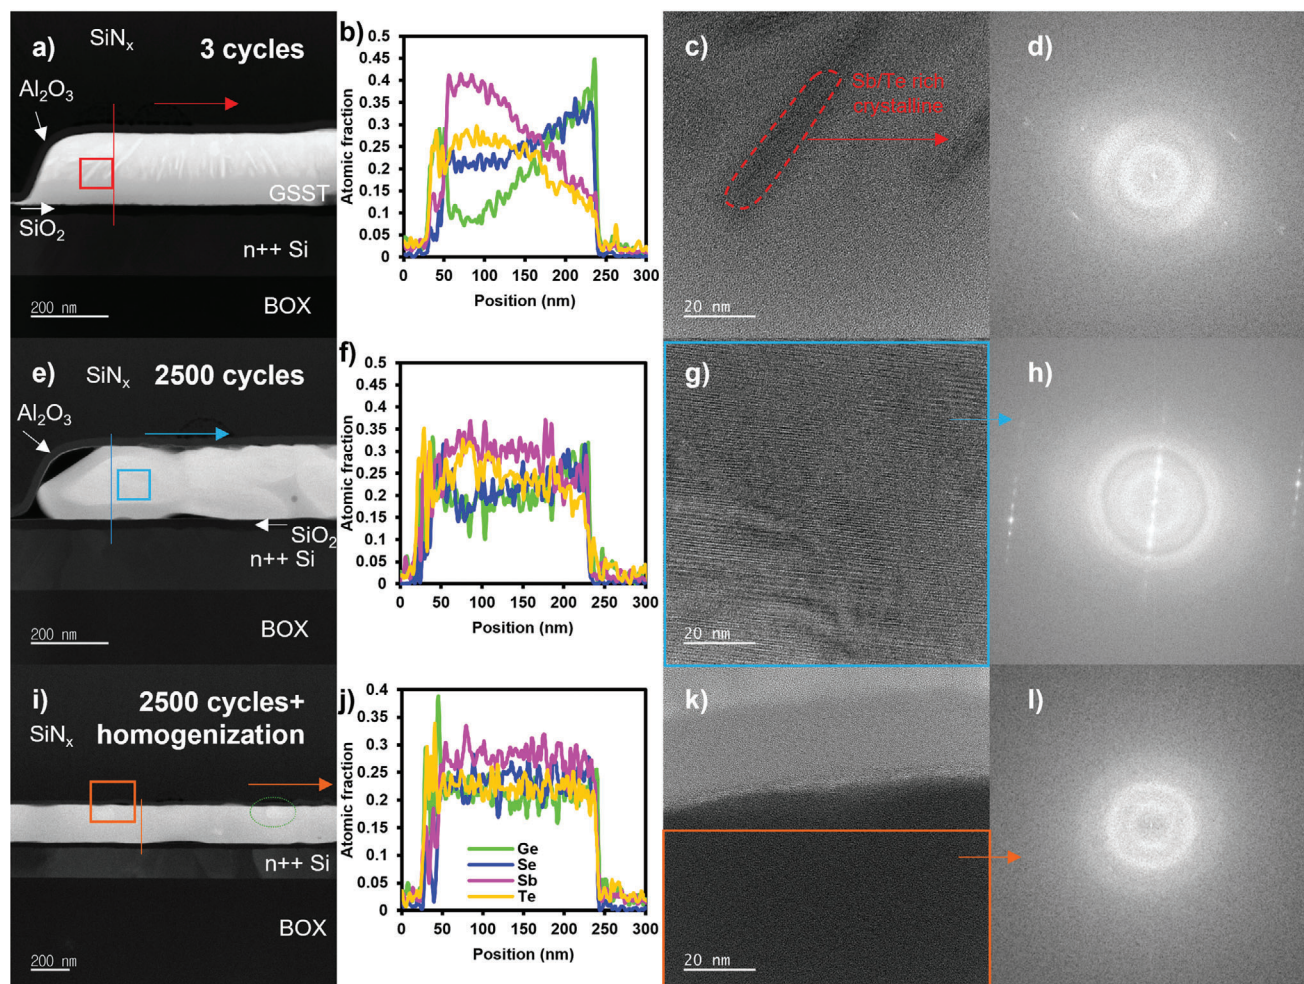 a)
SiNₓ
3 cycles
Al₂O₃
GSST
SiO₂
n++ Si
BOX
200 nm
b)
Atomic fraction
0.5
0.45
0.4
0.35
0.3
0.25
0.2
0.15
0.1
0.05
0
0 50 100 150 200 250 300
Position (nm)
c)
Sb/Te rich
crystalline
20 nm
d)
e)
SiNₓ
2500 cycles
Al₂O₃
SiO₂
n++ Si
BOX
200 nm
f)
Atomic fraction
0.5
0.45
0.4
0.35
0.3
0.25
0.2
0.15
0.1
0.05
0
0 50 100 150 200 250 300
Position (nm)
g)
20 nm
h)
i)
2500 cycles+
homogenization
SiNₓ
n++ Si
BOX
200 nm
j)
Atomic fraction
0.4
0.35
0.3
0.25
0.2
0.15
0.1
0.05
0
Ge
Se
Sb
Te
0 50 100 150 200 250 300
Position (nm)
k)
20 nm
l)